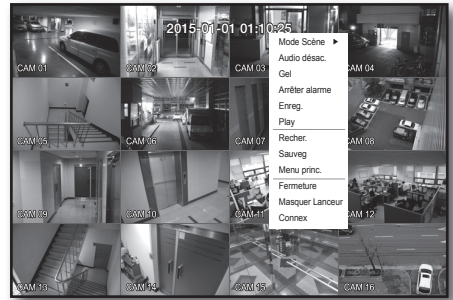 2015-01-01 01:10:25
CAM 01
CAM 02
CAM 03
CAM 04
Mode Scène
Audio désac.
Gel
Arrêter alarme
Enreg.
Play
Recher.
Sauveg
Menu princ.
Fermeture
Masquer Lanceur
Connex
CAM 05
CAM 06
CAM 07
CAM 08
CAM 09
CAM 10
CAM 11
CAM 12
CAM 13
CAM 14
CAM 15
CAM 16